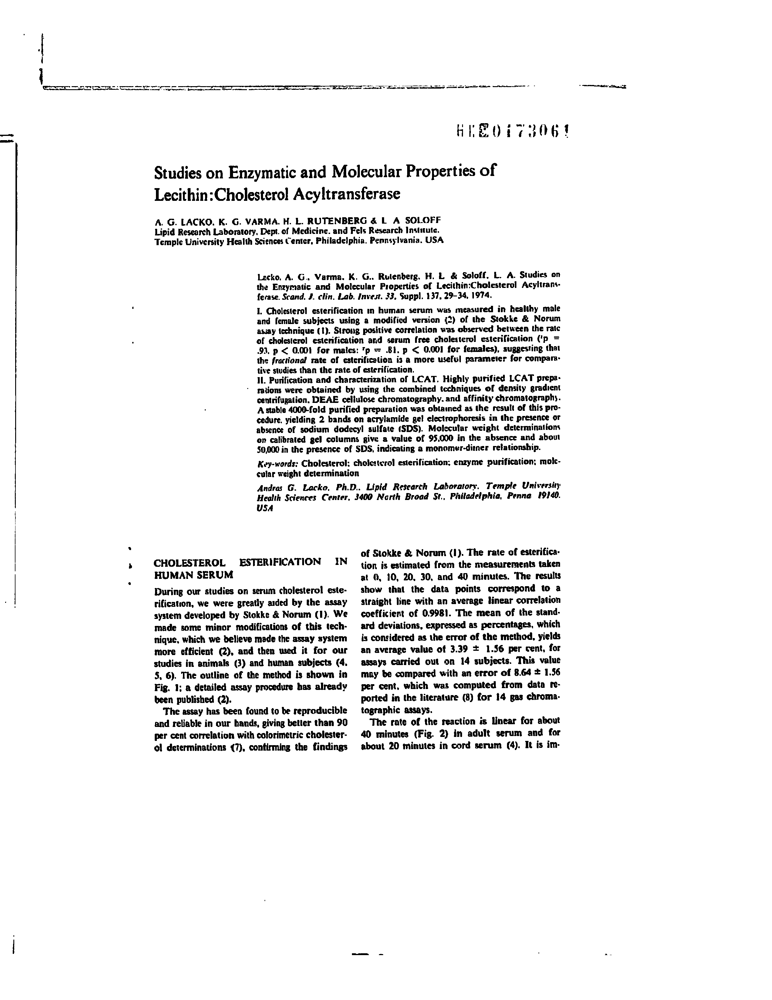 Studies on Enzymatic and Molecular Properties of
Lecithin:Cholesterol Acyltransferase
A. G. LACKO, K. G. VARMA, H. L. RUTENBERG & L. A SOLOFF
Lipid Research Laboratory, Dept. of Medicine, and Fels Research Institute,
Temple University Health Sciences Center, Philadelphia, Pennsylvania, USA
Lacko, A. G., Varma, K. G., Rutenberg, H. L & Soloff, L. A. Studies on
the Enzymatic and Molecular Properties of Lecithin:Cholesterol Acyltrans-
ferase. Scand. J. clin. Lab. Invest. 33, Suppl. 137, 29-34, 1974.
I. Cholesterol esterification in human serum was measured in healthy male
and female subjects using a modified version (2) of the Stokke & Norum
assay technique (1). Strong positive correlation was observed between the rate
of cholesterol esterification and serum free cholesterol esterification ('p =
.93, p < 0.001 for males; 'p = .81, p < 0.001 for females), suggesting that
the fractional rate of esterification is a more useful parameter for compara-
tive studies than the rate of esterification.
II. Purification and characterization of LCAT. Highly purified LCAT prepa-
rations were obtained by using the combined techniques of density gradient
centrifugation, DEAE cellulose chromatography, and affinity chromatography.
A stable 4000-fold purified preparation was obtained as the result of this pro-
cedure, yielding 2 bands on acrylamide gel electrophoresis in the presence or
absence of sodium dodecyl sulfate (SDS). Molecular weight determinations
on calibrated gel columns give a value of 95,000 in the absence and about
50,000 in the presence of SDS, indicating a monomer-dimer relationship.
Key-words: Cholesterol; cholesterol esterification; enzyme purification; mole-
cular weight determination
Andras G. Lacko, Ph.D., Lipid Research Laboratory, Temple University
Health Sciences Center, 3400 North Broad St., Philadelphia, Penna 19140.
USA
CHOLESTEROL ESTERIFICATION IN
HUMAN SERUM
During our studies on serum cholesterol este-
rification, we were greatly aided by the assay
system developed by Stokke & Norum (1). We
made some minor modifications of this tech-
nique, which we believe made the assay system
more efficient (2), and then used it for our
studies in animals (3) and human subjects (4,
5, 6). The outline of the method is shown in
Fig. 1; a detailed assay procedure has already
been published (2).
The assay has been found to be reproducible
and reliable in our hands, giving better than 90
per cent correlation with colorimetric cholester-
ol determinations (7), confirming the findings
of Stokke & Norum (1). The rate of esterifica-
tion is estimated from the measurements taken
at 0, 10, 20, 30, and 40 minutes. The results
show that the data points correspond to a
straight line with an average linear correlation
coefficient of 0.9981. The mean of the stand-
ard deviations, expressed as percentages, which
is considered as the error of the method, yields
an average value of 3.39 ± 1.56 per cent, for
assays carried out on 14 subjects. This value
may be compared with an error of 8.64 ± 1.56
per cent, which was computed from data re-
ported in the literature (8) for 14 gas chroma-
tographic assays.
The rate of the reaction is linear for about
40 minutes (Fig. 2) in adult serum and for
about 20 minutes in cord serum (4). It is im-